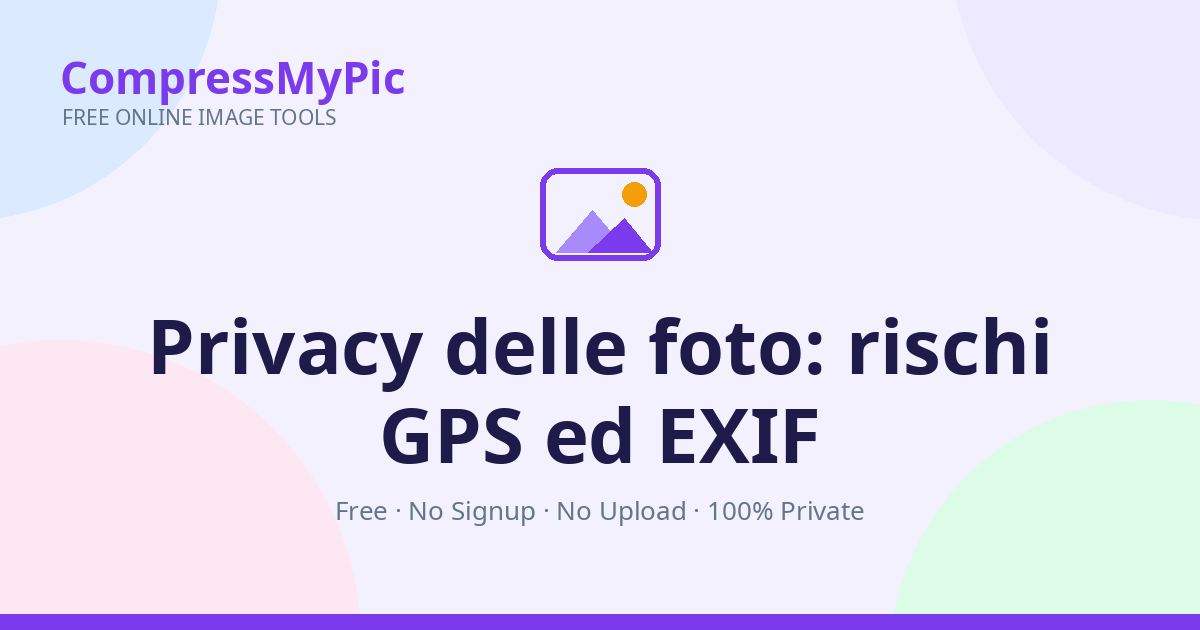 CompressMyPic
FREE ONLINE IMAGE TOOLS
Privacy delle foto: rischi
GPS ed EXIF
Free · No Signup · No Upload · 100% Private